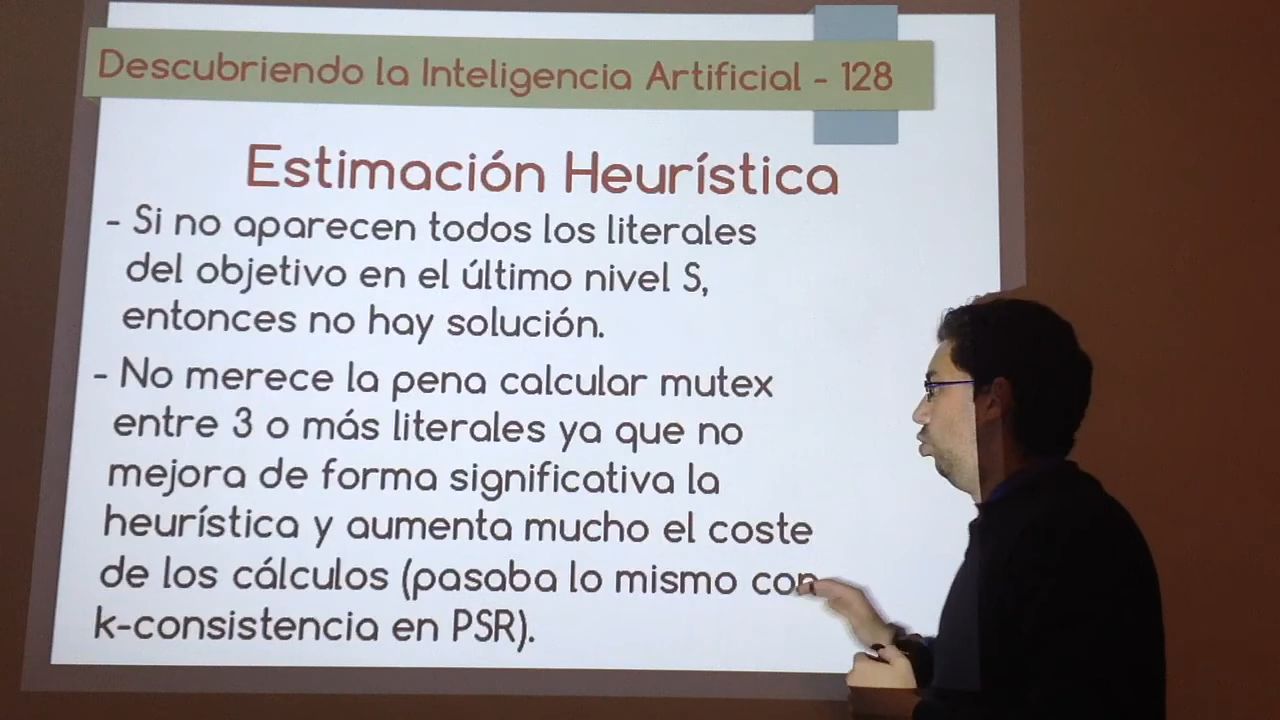 Descubriendo la Inteligencia Artificial - 128
Estimación Heurística
- Si no aparecen todos los literales
del objetivo en el último nivel S,
entonces no hay solución.
- No merece la pena calcular mutex
entre 3 o más literales ya que no
mejora de forma significativa la
heurística y aumenta mucho el coste
de los cálculos (pasaba lo mismo con
k-consistencia en PSR).